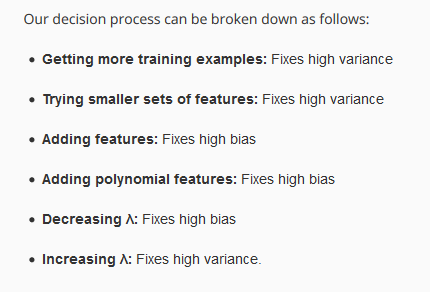 Our decision process can be broken down as follows:
• Getting more training examples: Fixes high variance
• Trying smaller sets of features: Fixes high variance
• Adding features: Fixes high bias
• Adding polynomial features: Fixes high bias
• Decreasing λ: Fixes high bias
• Increasing λ: Fixes high variance.